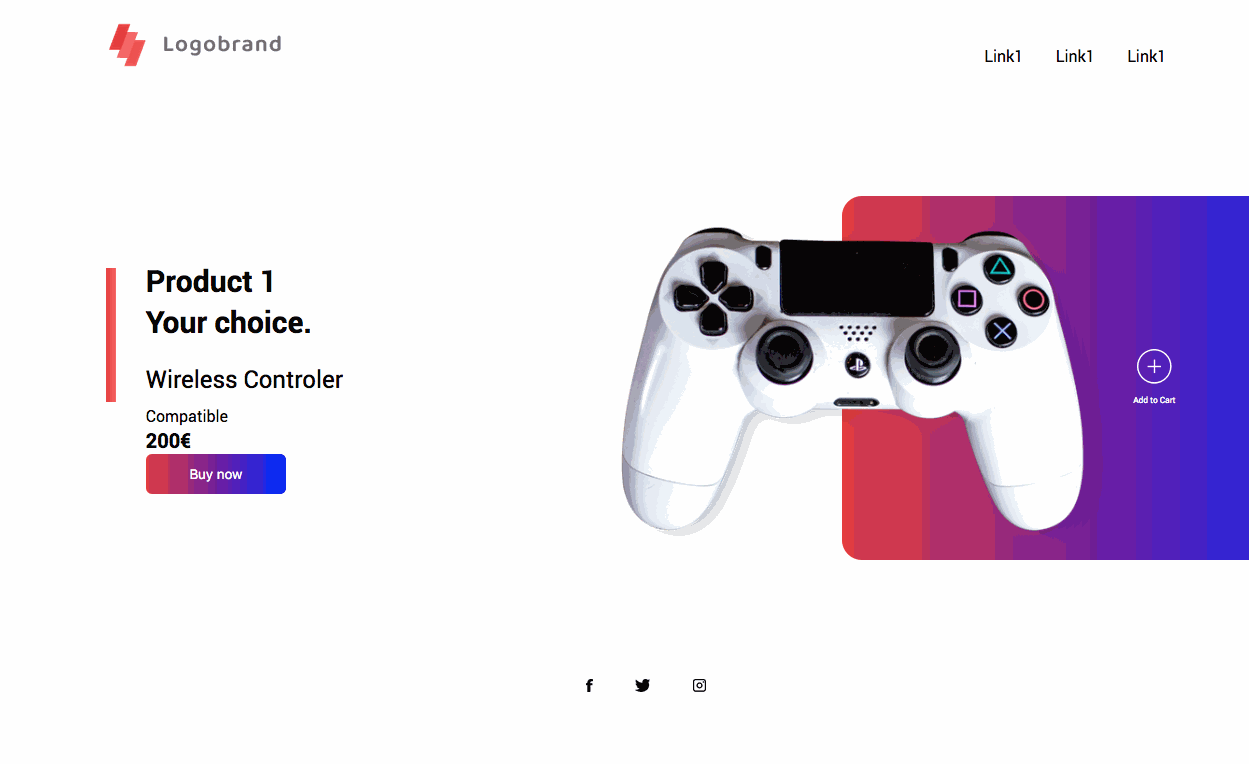 Logobrand
Link1 Link1 Link1
Product 1
Your choice.
Wireless Controler
Compatible
200€
Buy now
Add to Cart